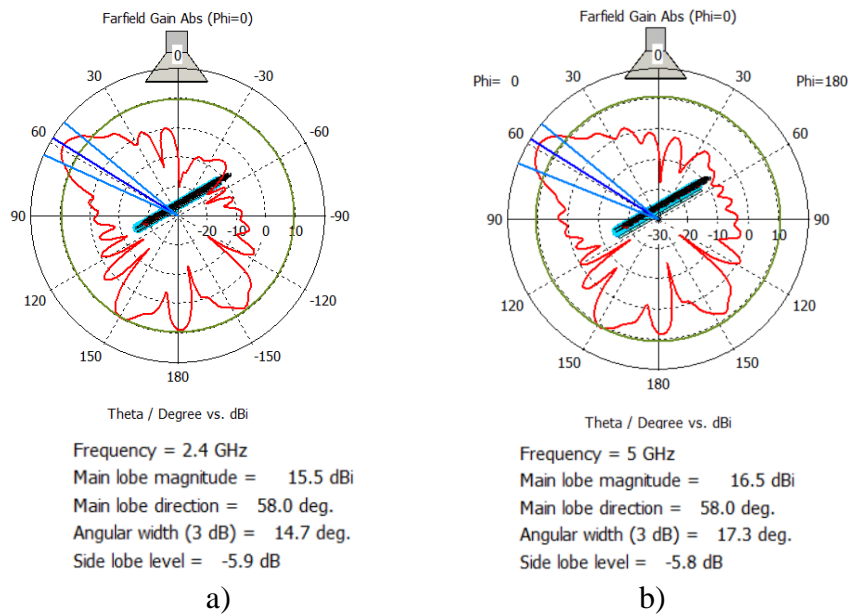 Farfield Gain Abs (Phi=0)
0
30 -30
60 -60
90 -20 -10 0 10 -90
120 -120
150 -150
180
Theta / Degree vs. dBi
Frequency = 2.4 GHz
Main lobe magnitude = 15.5 dBi
Main lobe direction = 58.0 deg.
Angular width (3 dB) = 14.7 deg.
Side lobe level = -5.9 dB
a)
Farfield Gain Abs (Phi=0)
0
Phi= 0 30 30 Phi=180
60 60
90 -30 -20 -10 0 10 90
120 120
150 150
180
Theta / Degree vs. dBi
Frequency = 5 GHz
Main lobe magnitude = 16.5 dBi
Main lobe direction = 58.0 deg.
Angular width (3 dB) = 17.3 deg.
Side lobe level = -5.8 dB
b)